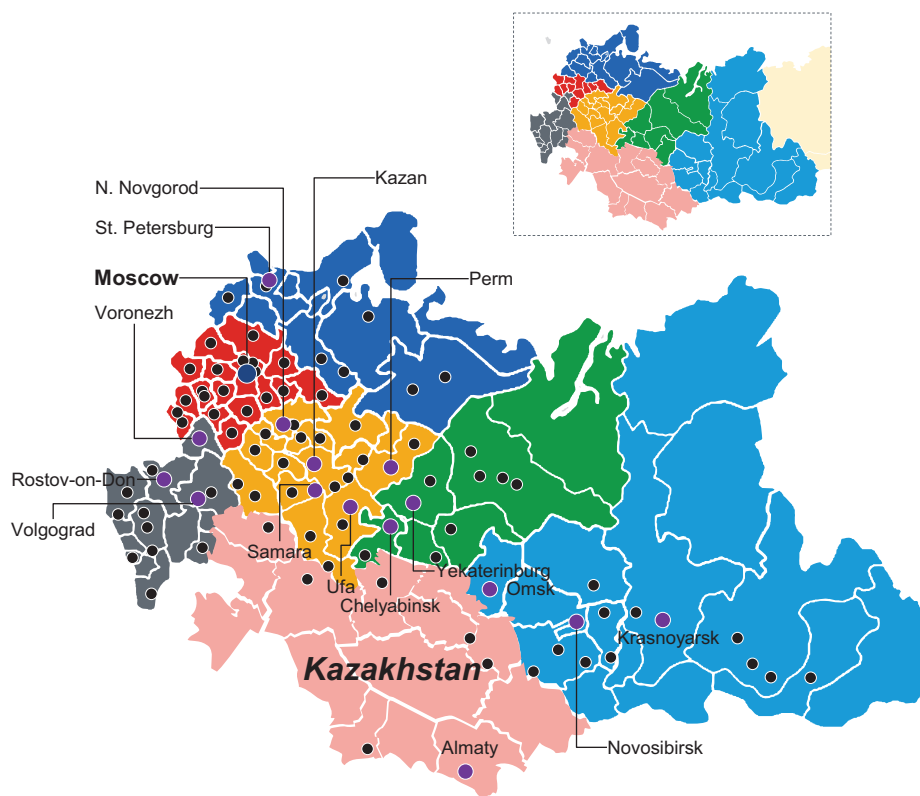 N. Novgorod
Kazan
St. Petersburg
Moscow
Perm
Voronezh
Rostov-on-Don
Volgograd
Samara
Ufa
Yekaterinburg
Chelyabinsk
Omsk
Krasnoyarsk
Kazakhstan
Almaty
Novosibirsk